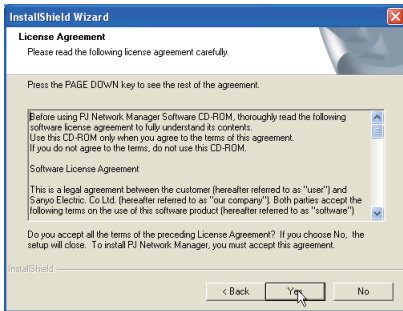 InstallShield Wizard
License Agreement
Please read the following license agreement carefully.
Press the PAGE DOWN key to see the rest of the agreement.
Before using PJ Network Manager Software CD-ROM, thoroughly read the following
software license agreement to fully understand its contents.
Use this CD-ROM only when you agree to the terms of this agreement.
If you do not agree to the terms, do not use this CD-ROM.
Software License Agreement
This is a legal agreement between the customer (hereafter referred to as "user") and
Sanyo Electric. Co Ltd. (hereafter referred to as "our company"). Both parties accept the
following terms on the use of this software product (hereafter referred to as "software")
Do you accept all the terms of the preceding License Agreement? If you choose No, the
setup will close. To install PJ Network Manager, you must accept this agreement.
InstallShield
< Back Yes No